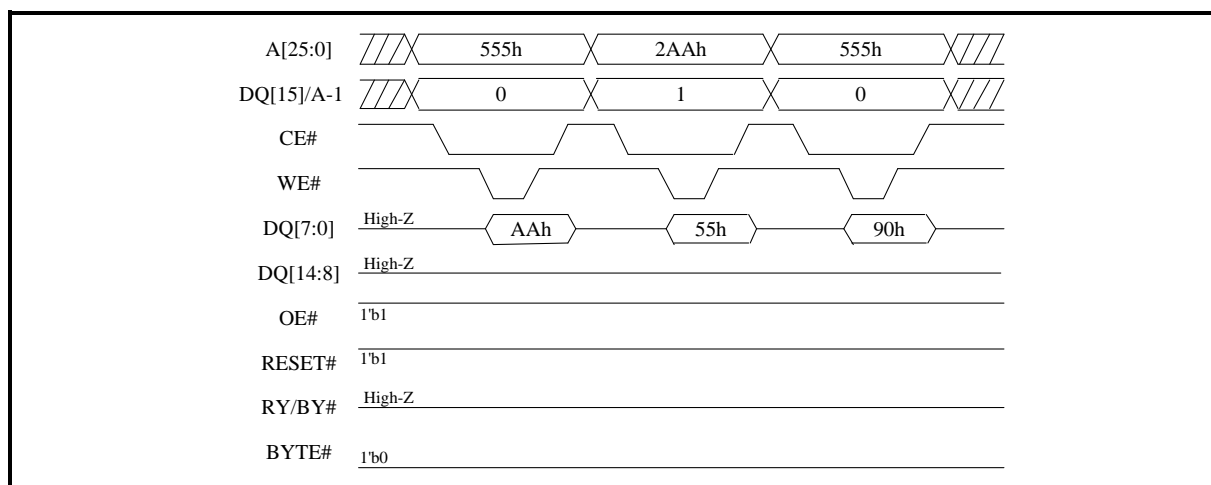 A[25:0] 555h 2AAh 555h
DQ[15]/A-1 0 1 0
CE#
WE#
DQ[7:0] High-Z AAh 55h 90h
DQ[14:8] High-Z
OE# 1'b1
RESET# 1'b1
RY/BY# High-Z
BYTE# 1'b0